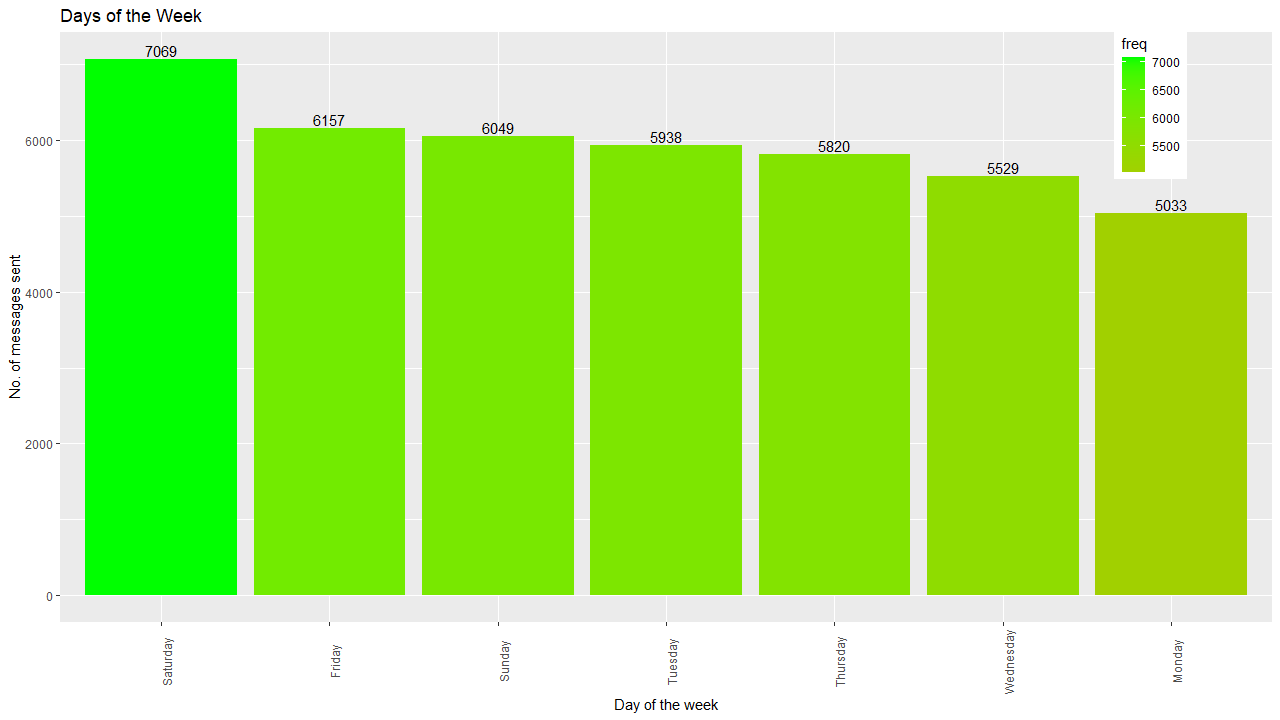 Days of the Week
freq
7000
6500
6000
5500
7069
6157
6049
5938
5820
5529
5033
No. of messages sent
6000
4000
2000
0
Saturday
Friday
Sunday
Tuesday
Thursday
Wednesday
Monday
Day of the week